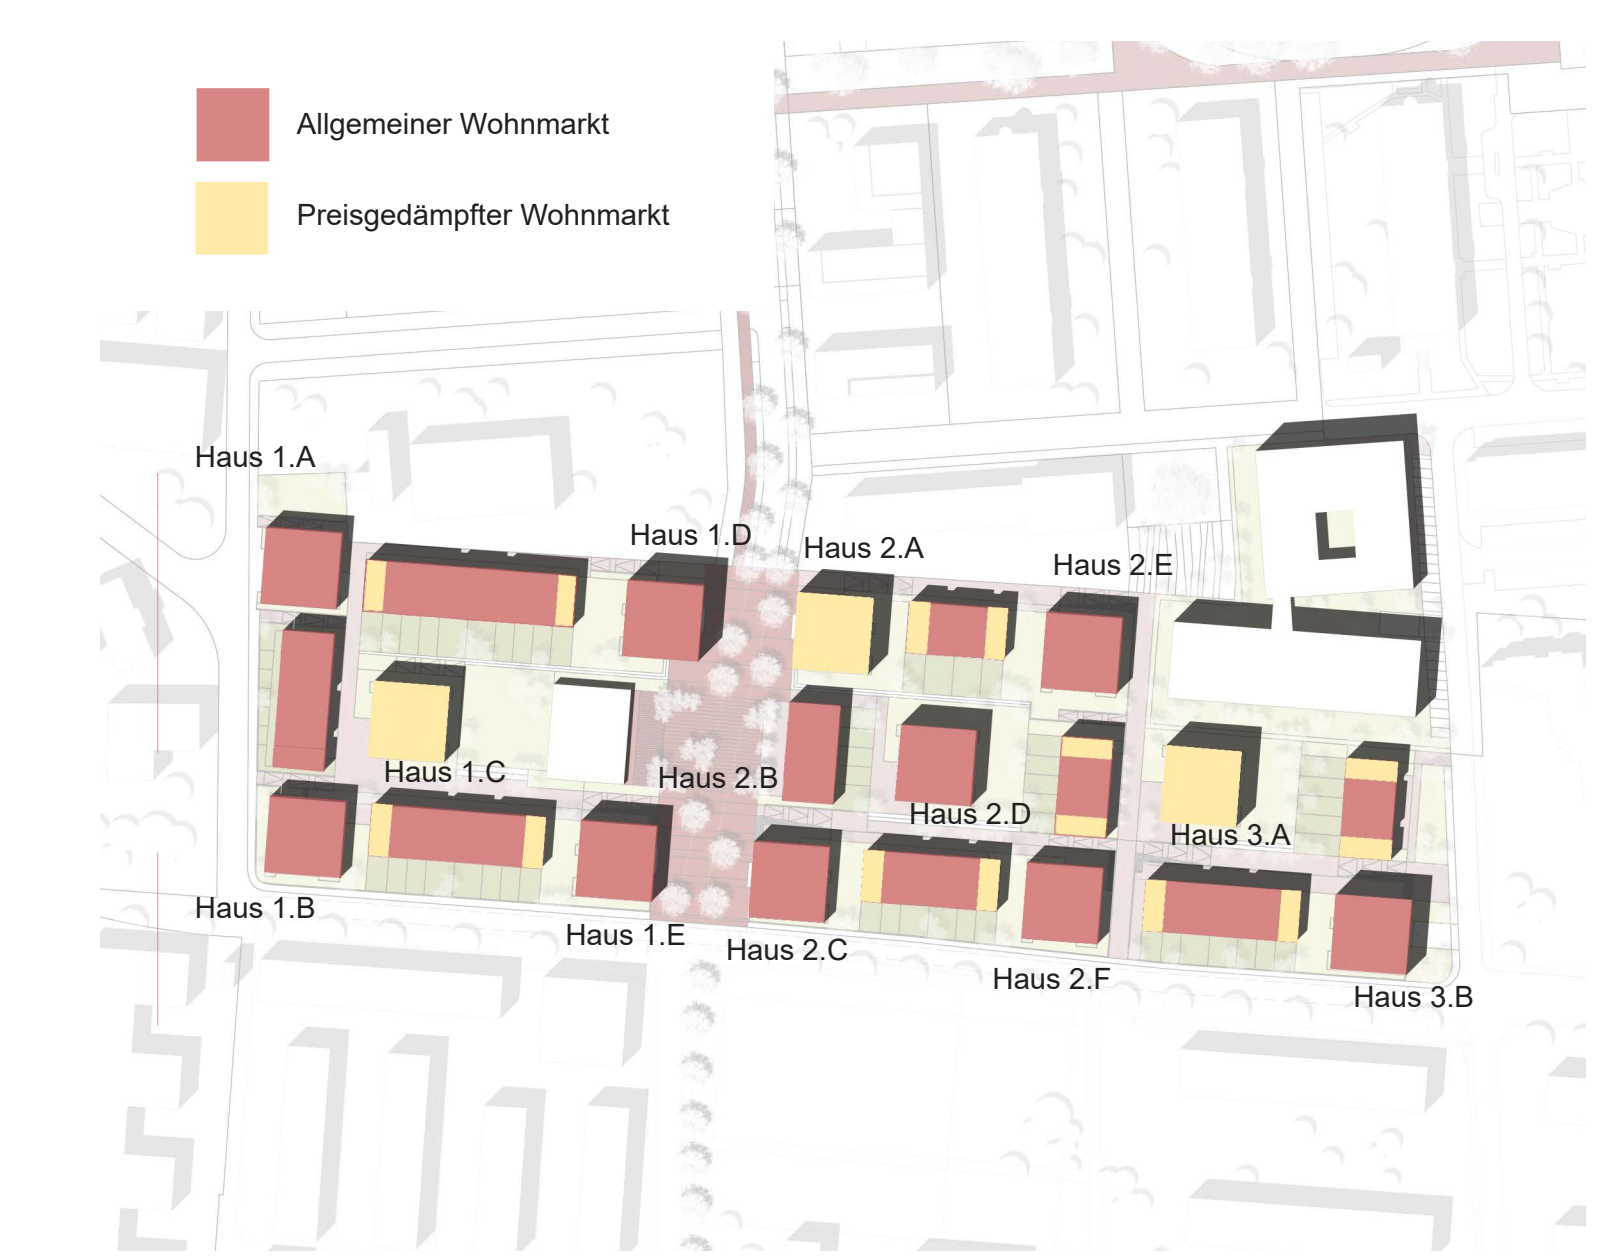 Allgemeiner Wohnmarkt
Preisgedämpfter Wohnmarkt
Haus 1.A
Haus 1.D
Haus 2.A
Haus 2.E
Haus 1.C
Haus 2.B
Haus 2.D
Haus 3.A
Haus 1.B
Haus 1.E
Haus 2.C
Haus 2.F
Haus 3.B